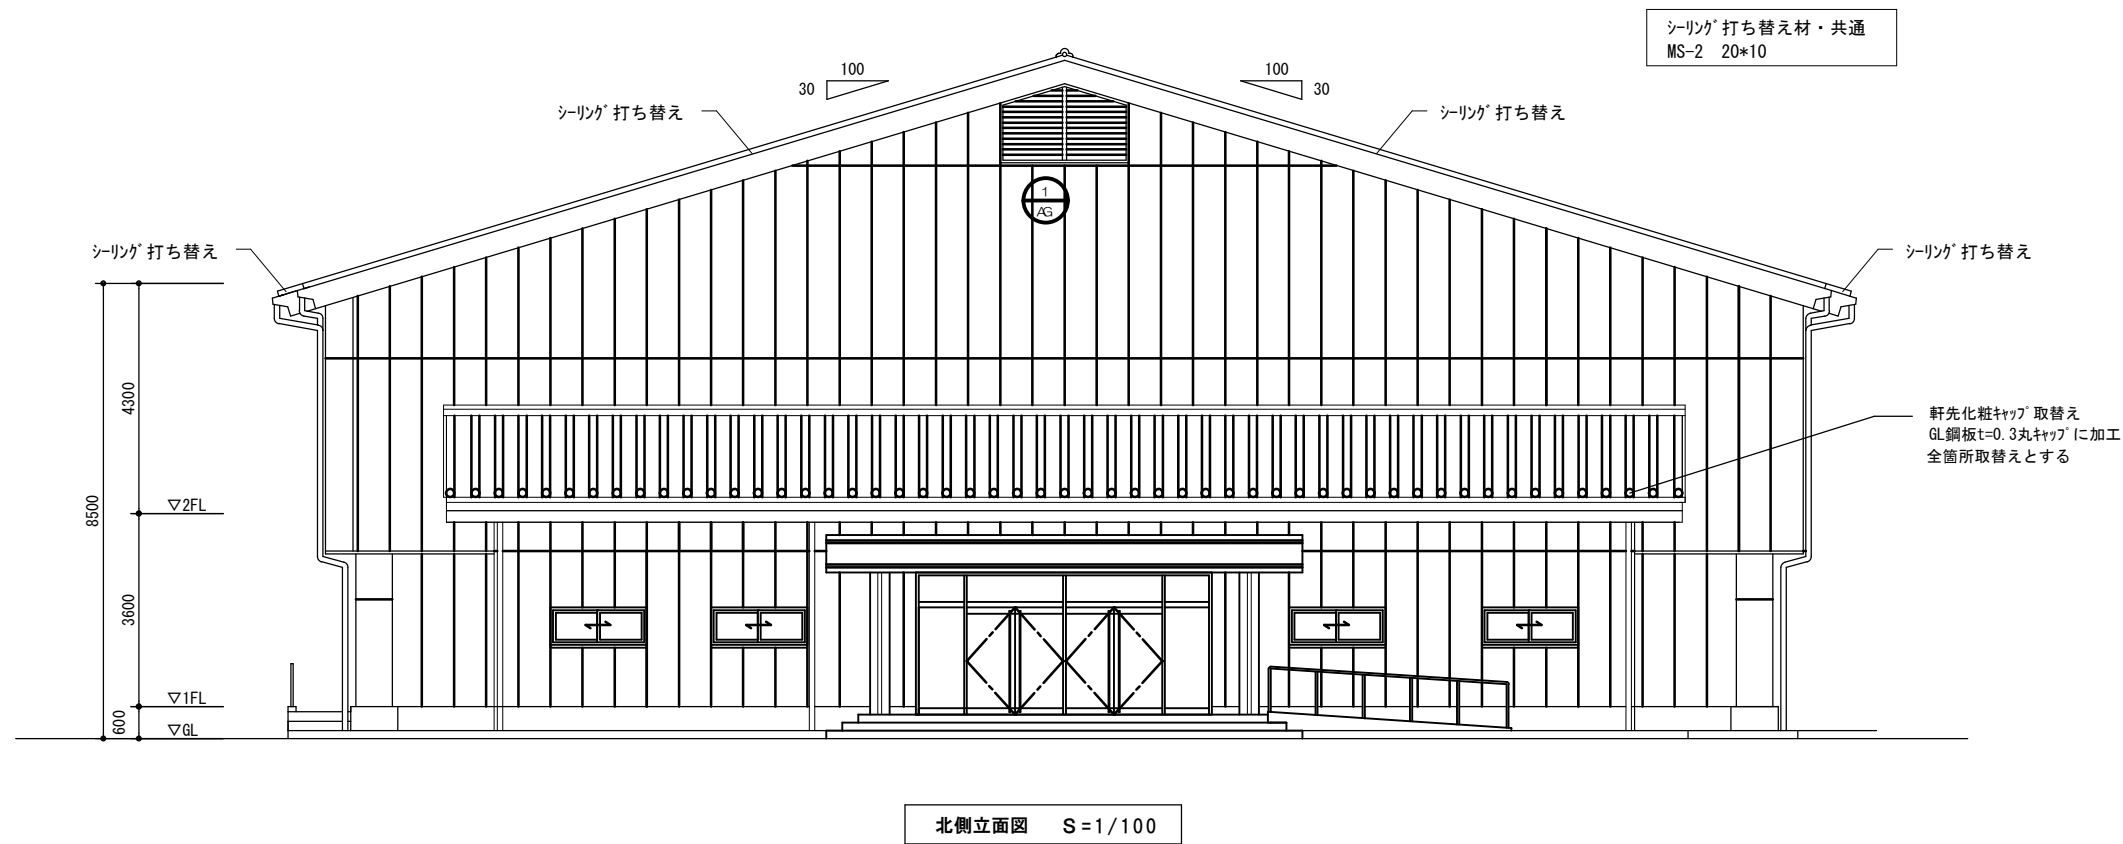 ｼｰﾘﾝｸﾞ打ち替え材・共通
MS-2 20*10
100
30
100
30
ｼｰﾘﾝｸﾞ打ち替え
ｼｰﾘﾝｸﾞ打ち替え
1
AG
ｼｰﾘﾝｸﾞ打ち替え
ｼｰﾘﾝｸﾞ打ち替え
4300
軒先化粧ｷｬｯﾌﾟ取替え
GL鋼板t=0.3丸ｷｬｯﾌﾟに加工
全箇所取替えとする
8500
▽2FL
3600
▽1FL
600
▽GL
北側立面図 S=1/100